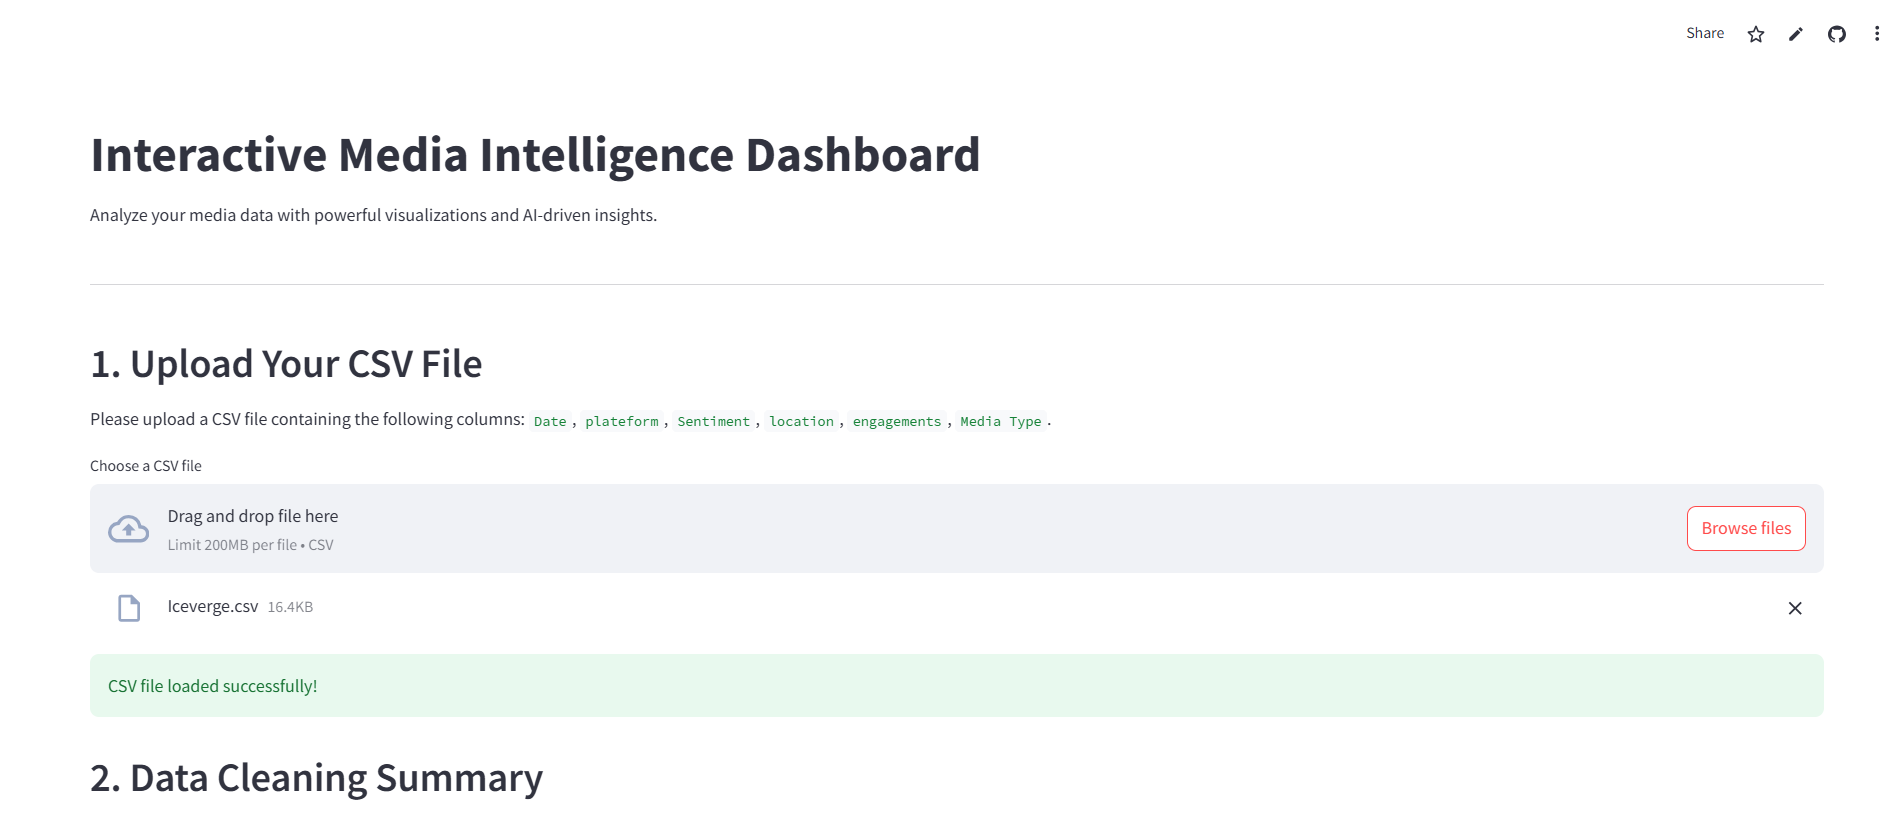 Share
Interactive Media Intelligence Dashboard
Analyze your media data with powerful visualizations and AI-driven insights.
1. Upload Your CSV File
Please upload a CSV file containing the following columns: Date, plateform, Sentiment, location, engagements, Media Type.
Choose a CSV file
Drag and drop file here
Limit 200MB per file • CSV
Browse files
Iceverge.csv 16.4KB
CSV file loaded successfully!
2. Data Cleaning Summary